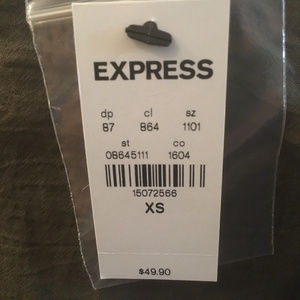 EXPRESS
dp cl sz
87 864 1101
st co
08645111 1604
15072566
XS
$49.90